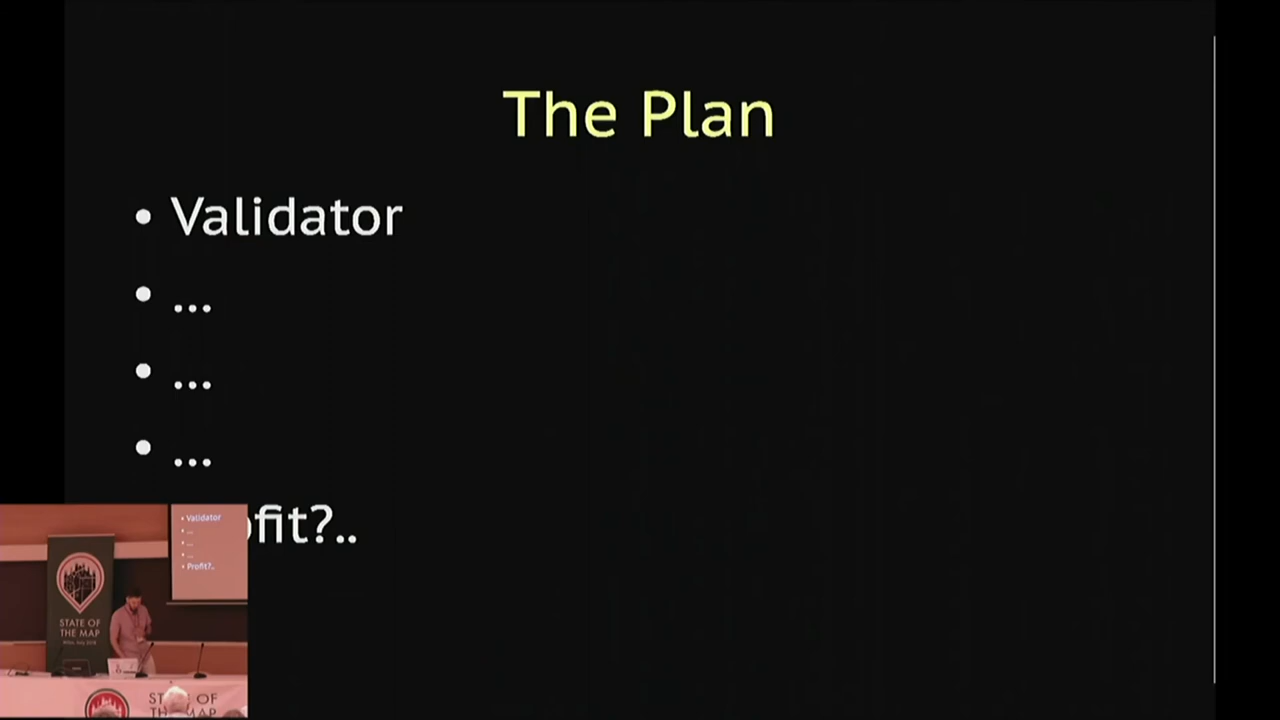 The Plan
• Validator
• ...
• ...
• ...
ofit?..
• Validator
• ...
• ...
• ...
• Profit?..
STATE OF
THE MAP
STATE OF
THE MAP